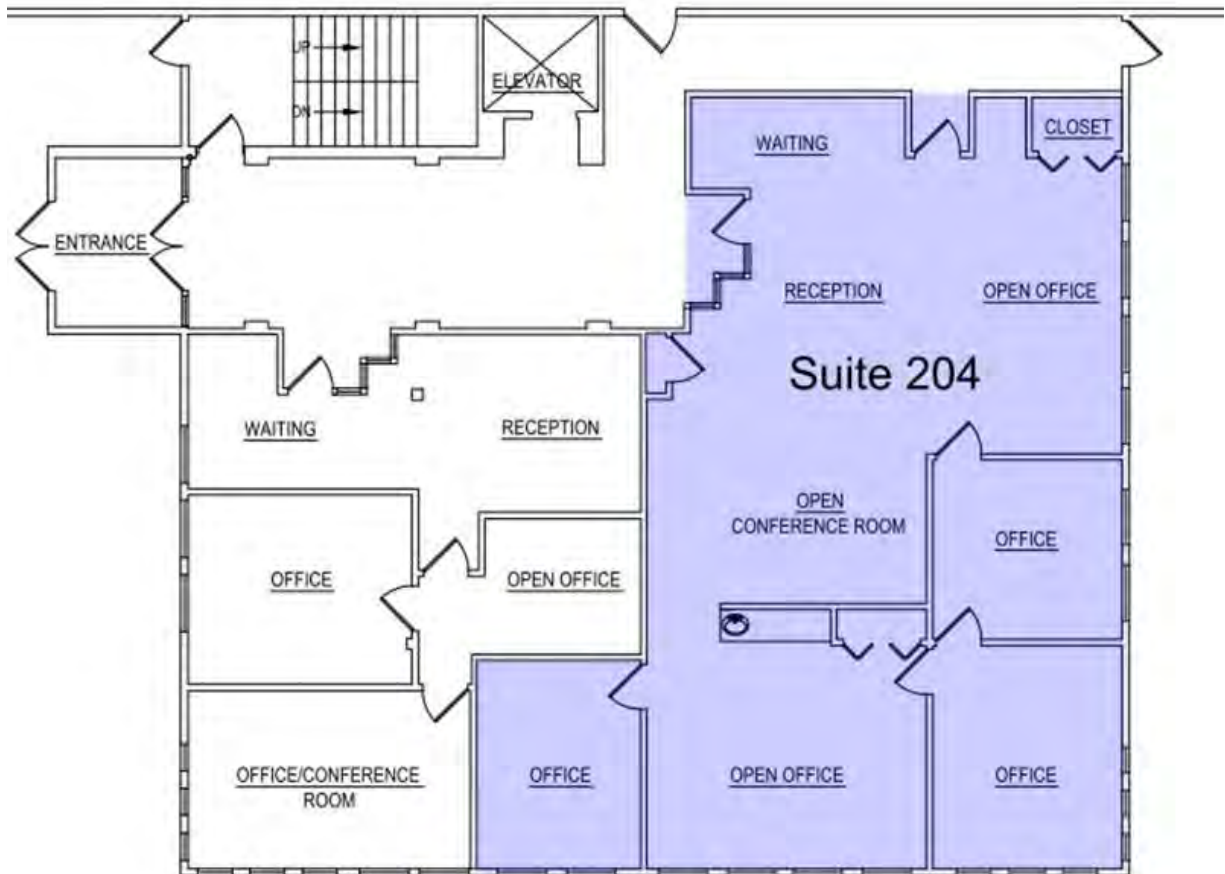 UP
ELEVATOR
DN
CLOSET
WAITING
ENTRANCE
RECEPTION
OPEN OFFICE
Suite 204
WAITING
RECEPTION
OPEN
CONFERENCE ROOM
OFFICE
OFFICE
OPEN OFFICE
OFFICE/CONFERENCE
ROOM
OFFICE
OPEN OFFICE
OFFICE